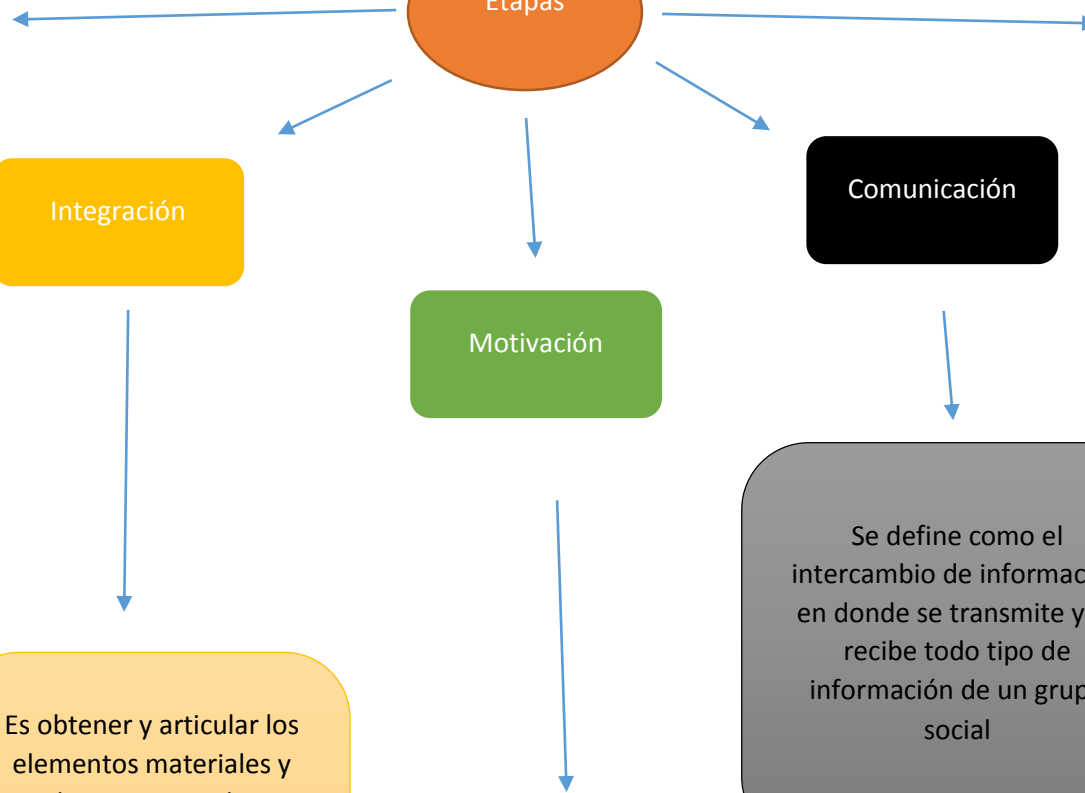 Etapas
Integración
Comunicación
Motivación
Se define como el
intercambio de informac
en donde se transmite y
recibe todo tipo de
información de un grup
social
Es obtener y articular los
elementos materiales y